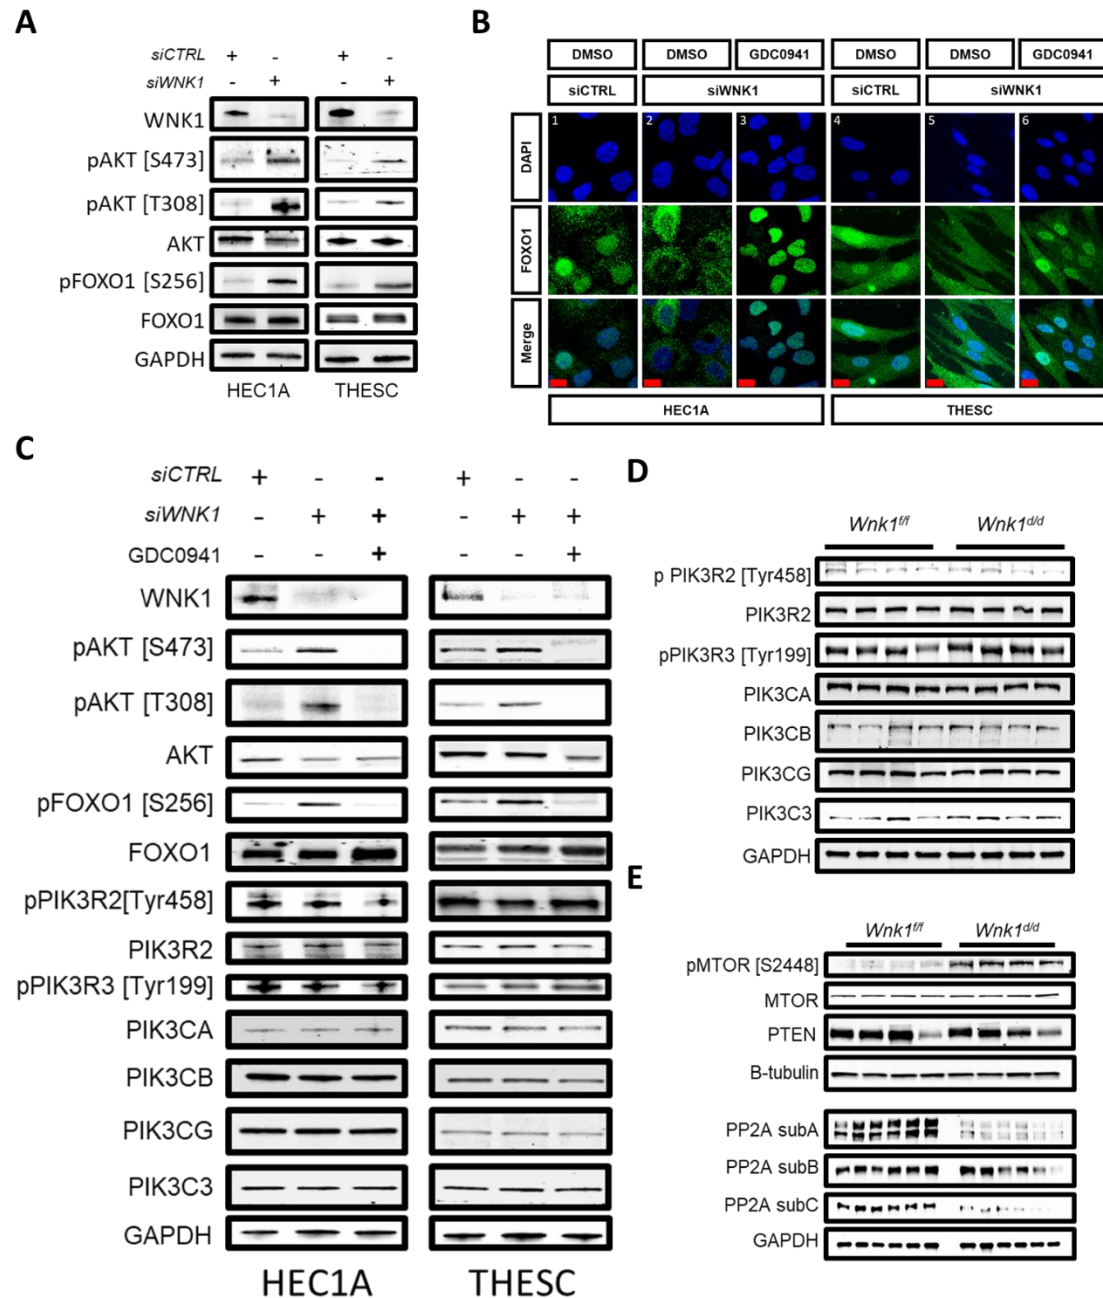 A
siCTRL + - + -
siWNK1 - + - +
WNK1
pAKT [S473]
pAKT [T308]
AKT
pFOXO1 [S256]
FOXO1
GAPDH
HEC1A THESC
B
DMSO DMSO GDC0941 DMSO DMSO GDC0941
siCTRL siWNK1 siCTRL siWNK1
DAPI 1 2 3 4 5 6
FOXO1
Merge
HEC1A THESC
C
siCTRL + - - + - -
siWNK1 - + + - + +
GDC0941 - - + - - +
WNK1
pAKT [S473]
pAKT [T308]
AKT
pFOXO1 [S256]
FOXO1
pPIK3R2[Tyr458]
PIK3R2
pPIK3R3 [Tyr199]
PIK3CA
PIK3CB
PIK3CG
PIK3C3
GAPDH
HEC1A THESC
D
Wnk1f/f Wnk1d/d
p PIK3R2 [Tyr458]
PIK3R2
pPIK3R3 [Tyr199]
PIK3CA
PIK3CB
PIK3CG
PIK3C3
GAPDH
E
Wnk1f/f Wnk1d/d
pMTOR [S2448]
MTOR
PTEN
B-tubulin
PP2A subA
PP2A subB
PP2A subC
GAPDH